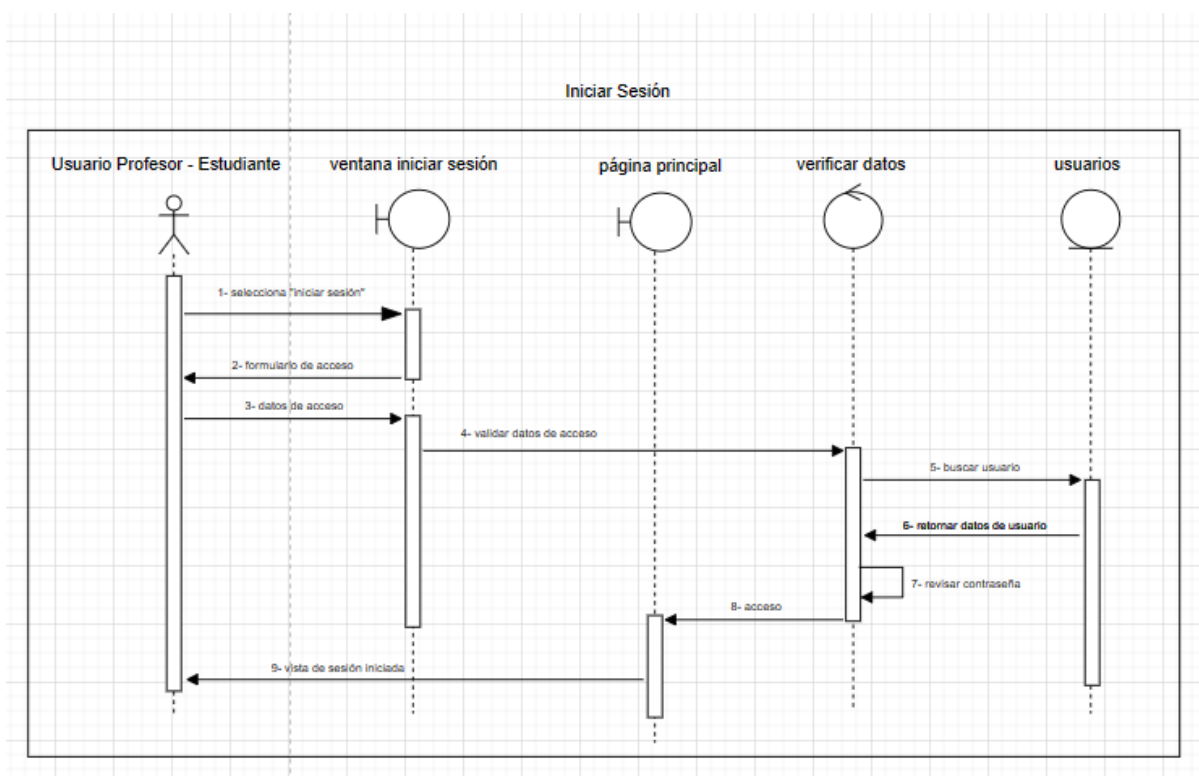 Iniciar Sesión
Usuario Profesor - Estudiante
ventana iniciar sesión
página principal
verificar datos
usuarios
1- selecciona "iniciar sesión"
2- formulario de acceso
3- datos de acceso
4- validar datos de acceso
5- buscar usuario
6- retornar datos de usuario
7- revisar contraseña
8- acceso
9- vista de sesión iniciada